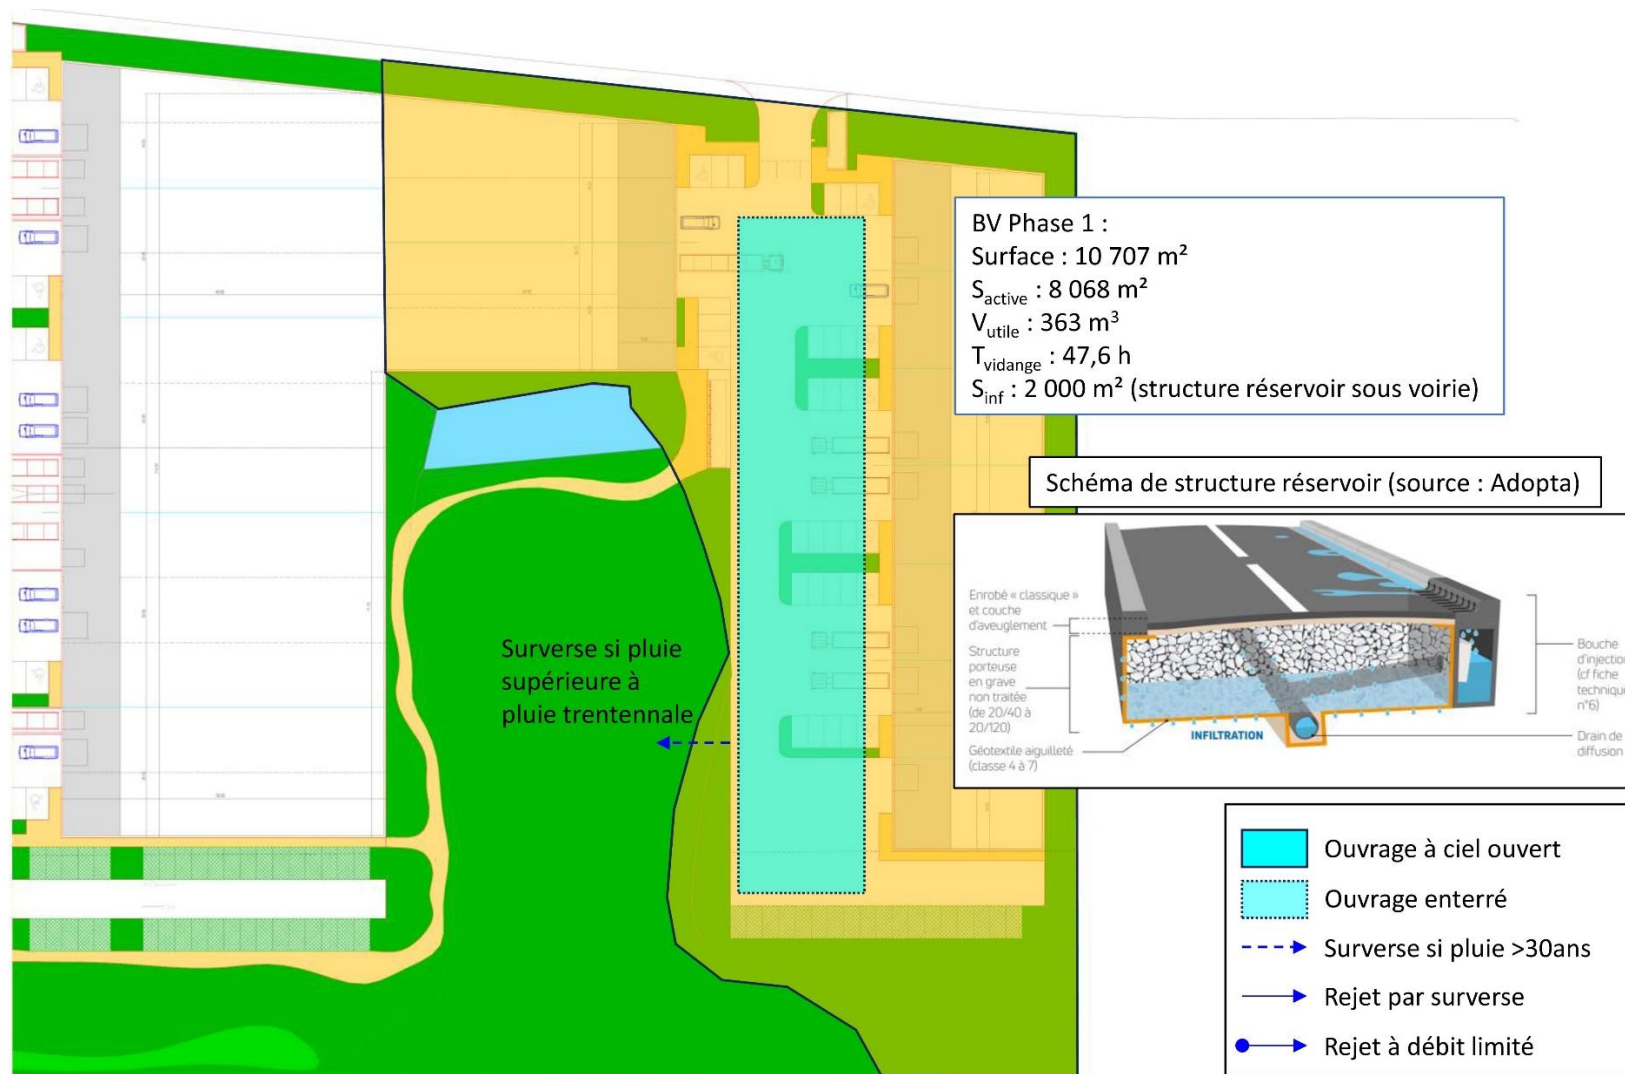 BV Phase 1 :
Surface : 10 707 m²
Sactive : 8 068 m²
Vutile : 363 m³
Tvidange : 47,6 h
Sinf : 2 000 m² (structure réservoir sous voirie)
Schéma de structure réservoir (source : Adopta)
Enrobé « classique »
et couche
d'aveuglement
Structure
porteuse
en grave
non traitée
(de 20/40 à
20/120)
Géotextile aiguilleté
(classe 4 à 7)
INFILTRATION
Bouche
d'injection
(cf fiche
technique
n°6)
Drain de
diffusion
Surverse si pluie
supérieure à
pluie trentennale
Ouvrage à ciel ouvert
Ouvrage enterré
Surverse si pluie >30ans
Rejet par surverse
Rejet à débit limité